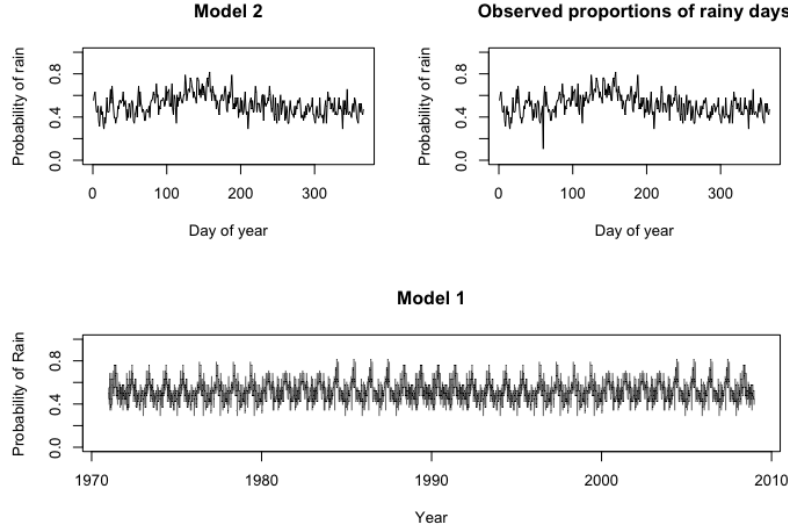 Model 2
Probability of rain
0.0 0.4 0.8
0 100 200 300
Day of year
Observed proportions of rainy days
Probability of rain
0.0 0.4 0.8
0 100 200 300
Day of year
Model 1
Probability of Rain
0.0 0.4 0.8
1970 1980 1990 2000 2010
Year